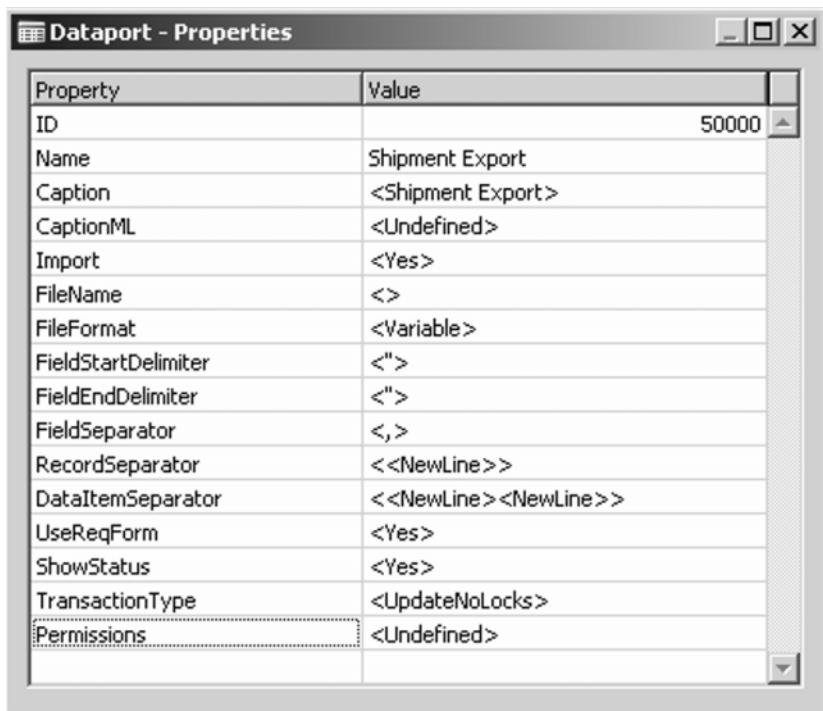 Dataport - Properties
Property Value
ID 50000
Name Shipment Export
Caption <Shipment Export>
CaptionML <Undefined>
Import <Yes>
FileName <>
FileFormat <Variable>
FieldStartDelimiter <">
FieldEndDelimiter <">
FieldSeparator <,>
RecordSeparator <<NewLine>>
DataItemSeparator <<NewLine><NewLine>>
UseReqForm <Yes>
ShowStatus <Yes>
TransactionType <UpdateNoLocks>
Permissions <Undefined>